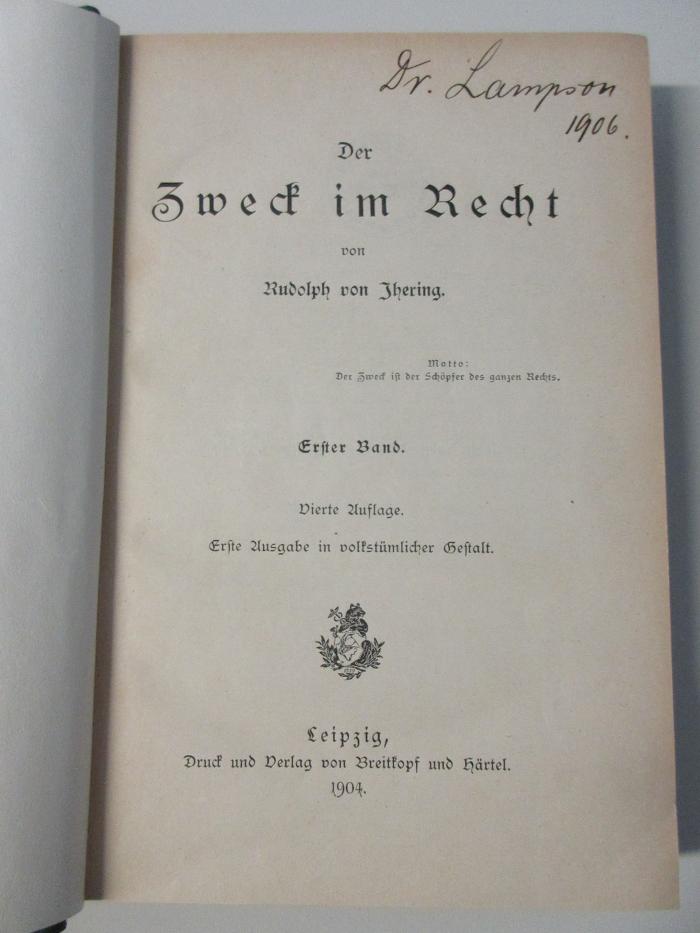 Dr. Lampson
1906.
Der
Zweck im Recht
von
Rudolph von Jhering.
Motto:
Der Zweck ist der Schöpfer des ganzen Rechts.
Erster Band.
Vierte Auflage.
Erste Ausgabe in volkstümlicher Gestalt.
Leipzig,
Druck und Verlag von Breitkopf und Härtel.
1904.